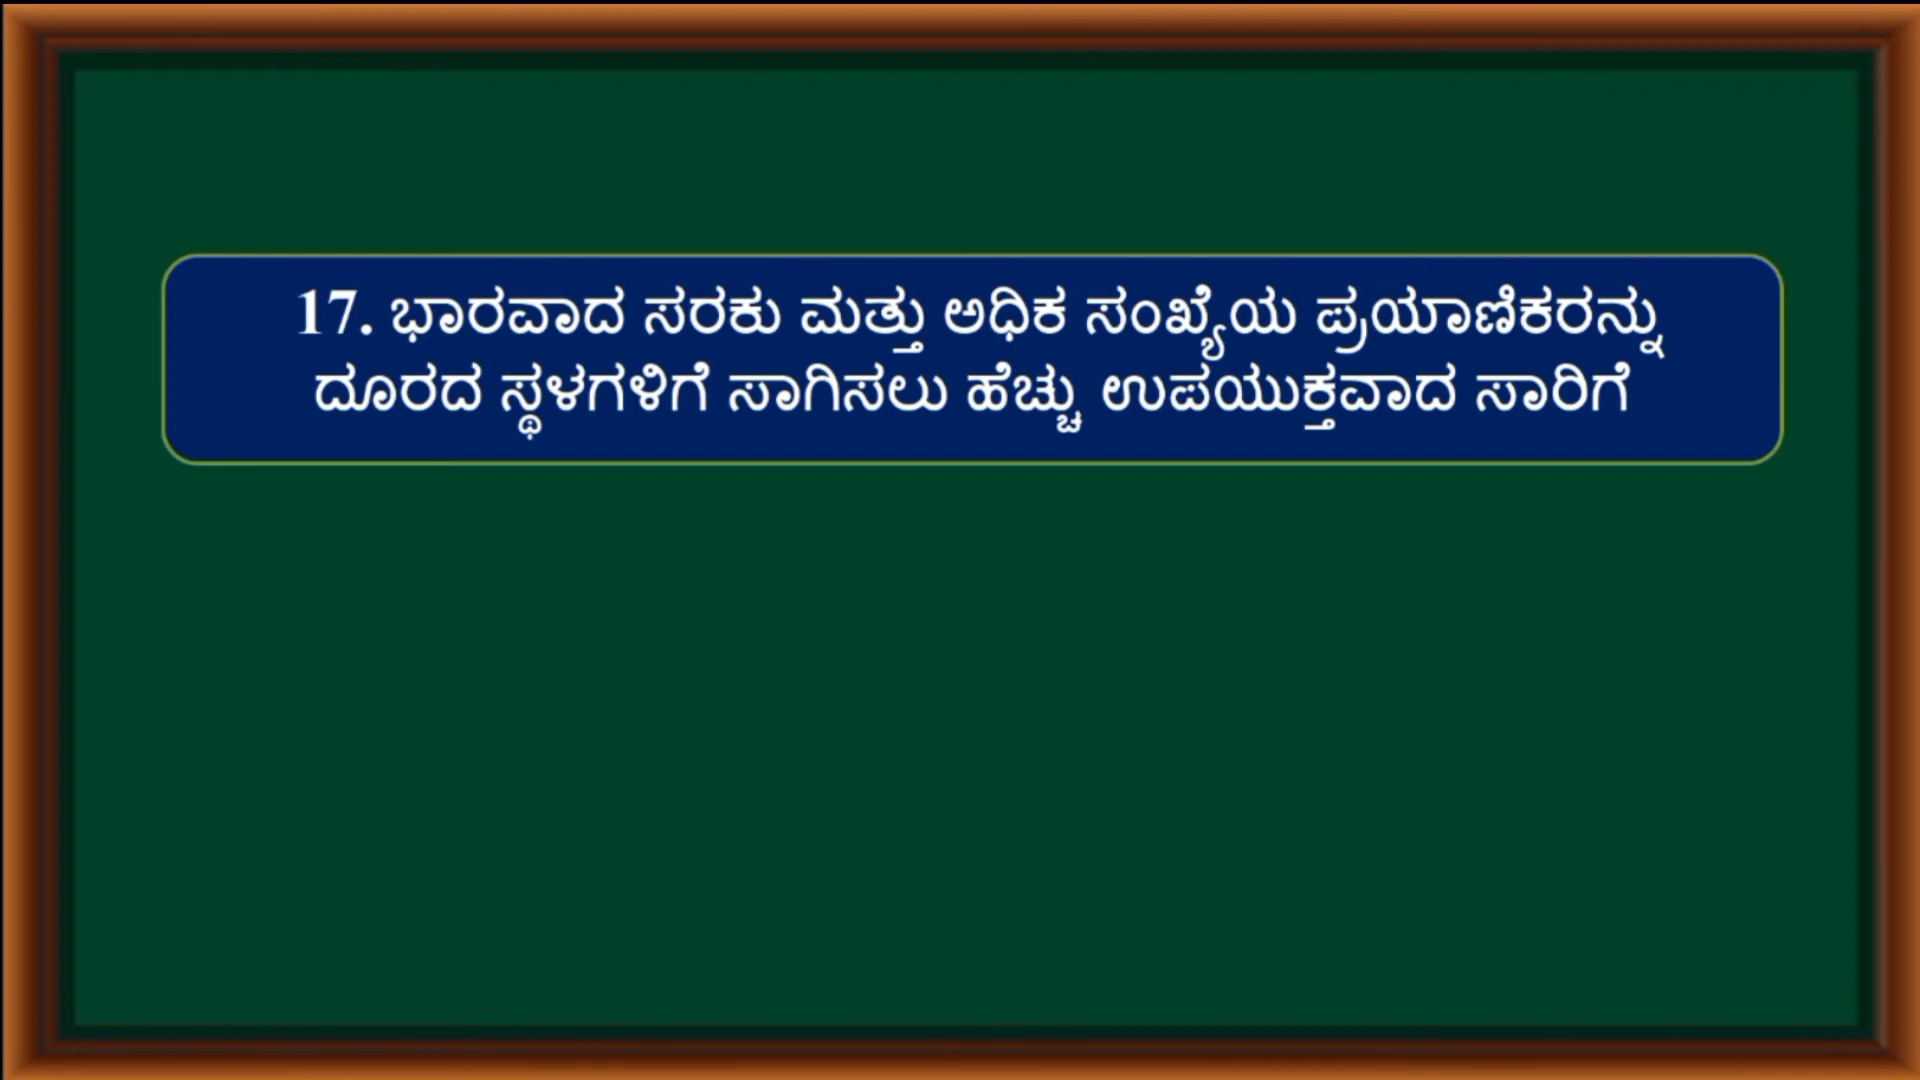 17. ಭಾರವಾದ ಸರಕು ಮತ್ತು ಅಧಿಕ ಸಂಖ್ಯೆಯ ಪ್ರಯಾಣಿಕರನ್ನು
ದೂರದ ಸ್ಥಳಗಳಿಗೆ ಸಾಗಿಸಲು ಹೆಚ್ಚು ಉಪಯುಕ್ತವಾದ ಸಾರಿಗೆ